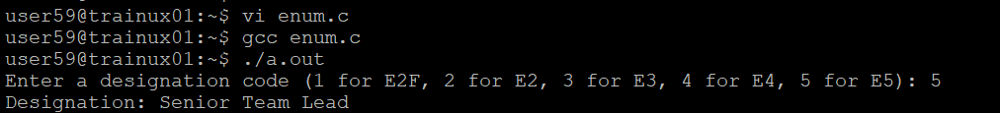 user59@trainux01:~$ vi enum.c
user59@trainux01:~$ gcc enum.c
user59@trainux01:~$ ./a.out
Enter a designation code (1 for E2F, 2 for E2, 3 for E3, 4 for E4, 5 for E5): 5
Designation: Senior Team Lead